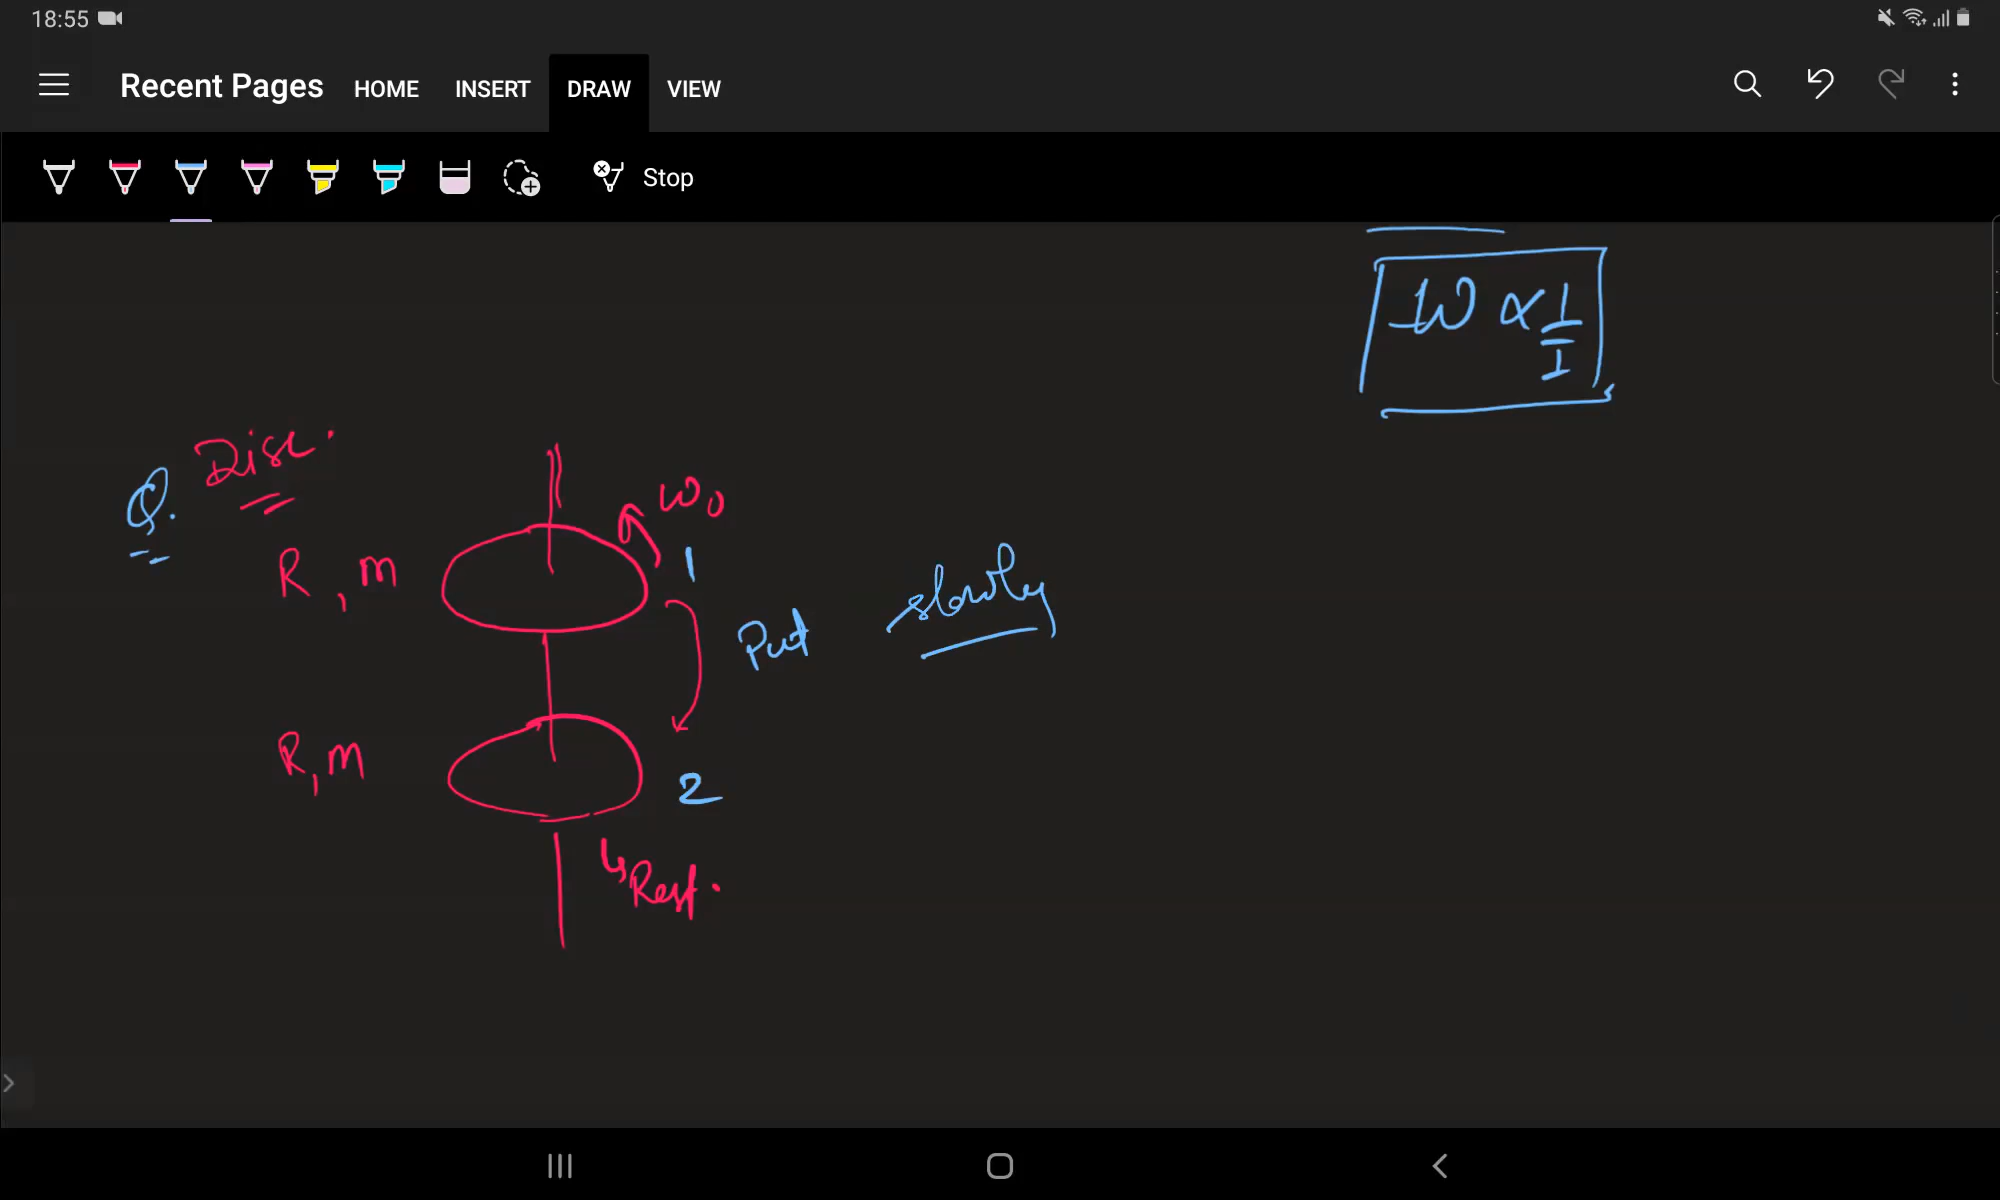 18:55
Recent Pages HOME INSERT DRAW VIEW
Stop
ω ∝ 1/I
Q. Disc.
ω₀
R, m
1
Put slowly
R, m
2
↳ Rest.